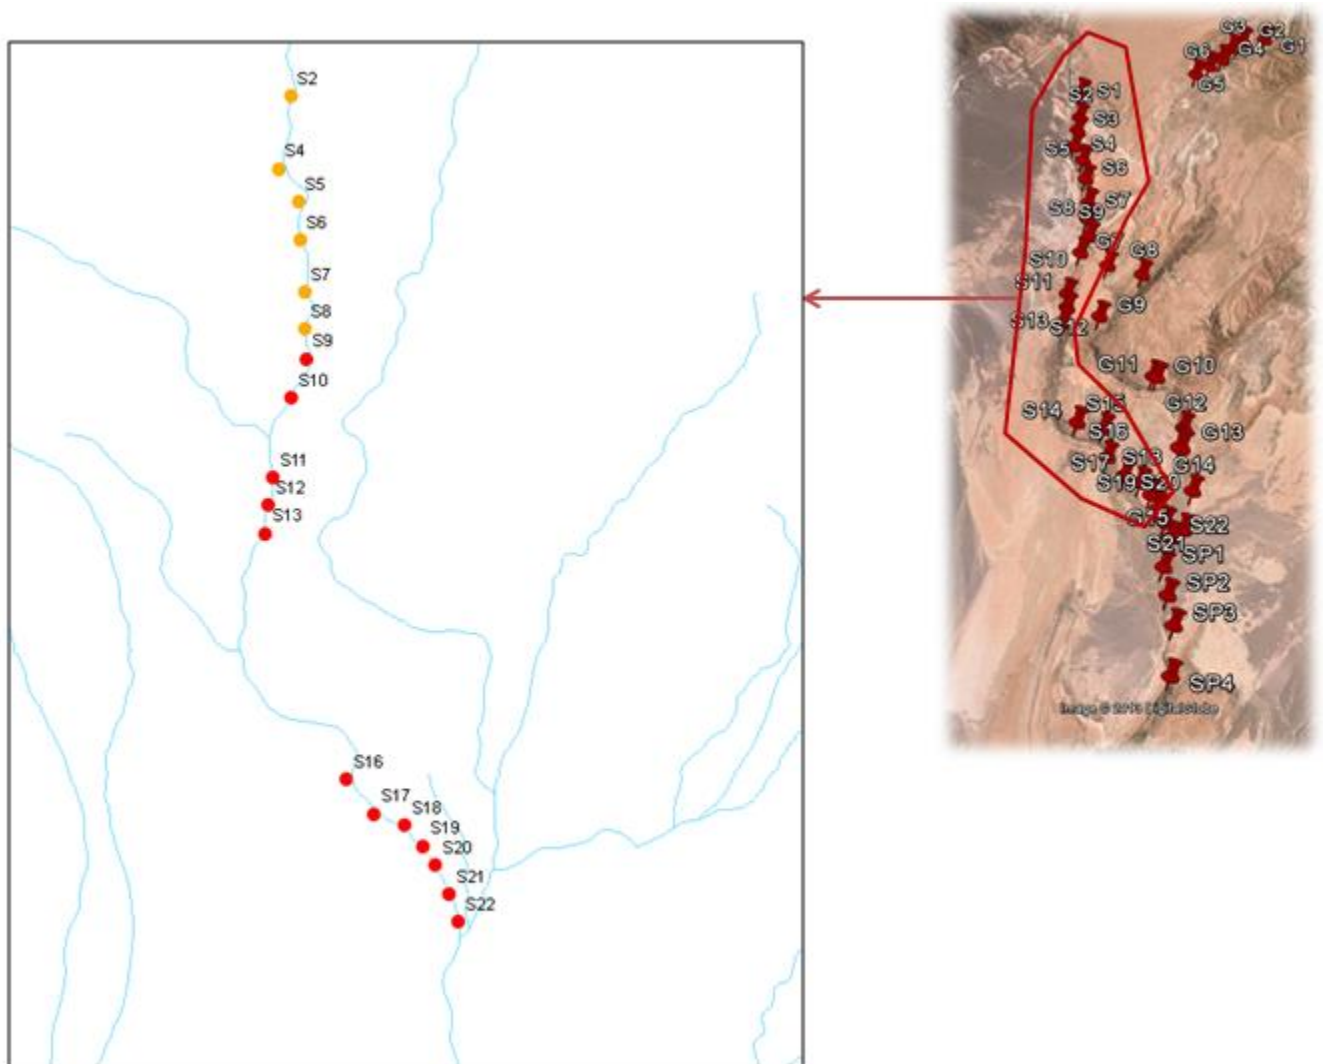 S2
S4
S5
S6
S7
S8
S9
S10
S11
S12
S13
S16
S17
S18
S19
S20
S21
S22
G3 G2
G6 G4 G1
G5
S2 S1
S3
S5 S4
S6
S8 S9 S7
S10 G7 G8
S11
S13 S12 G9
G11 G10
S14 S15 G12
S16 G13
S17 S18 G14
S19 S20
G15 S22
S21 SP1
SP2
SP3
SP4
Image © 2013 DigitalGlobe